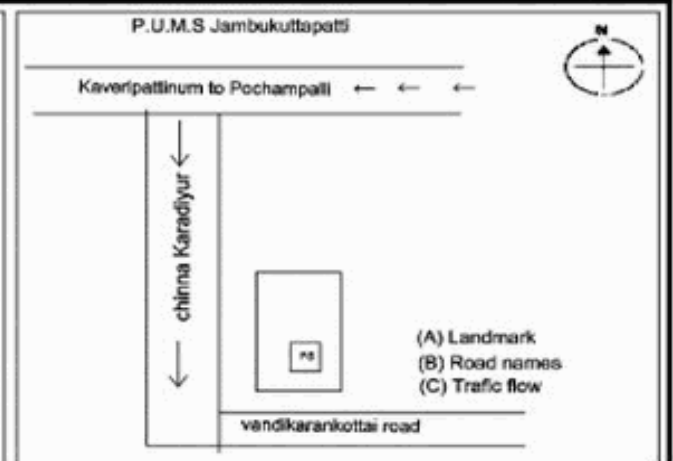 P.U.M.S Jambukuttapatti
N
Kaveripattinum to Pochampalli
chinna Karadiyur
PS
(A) Landmark
(B) Road names
(C) Trafic flow
vandikarankottai road